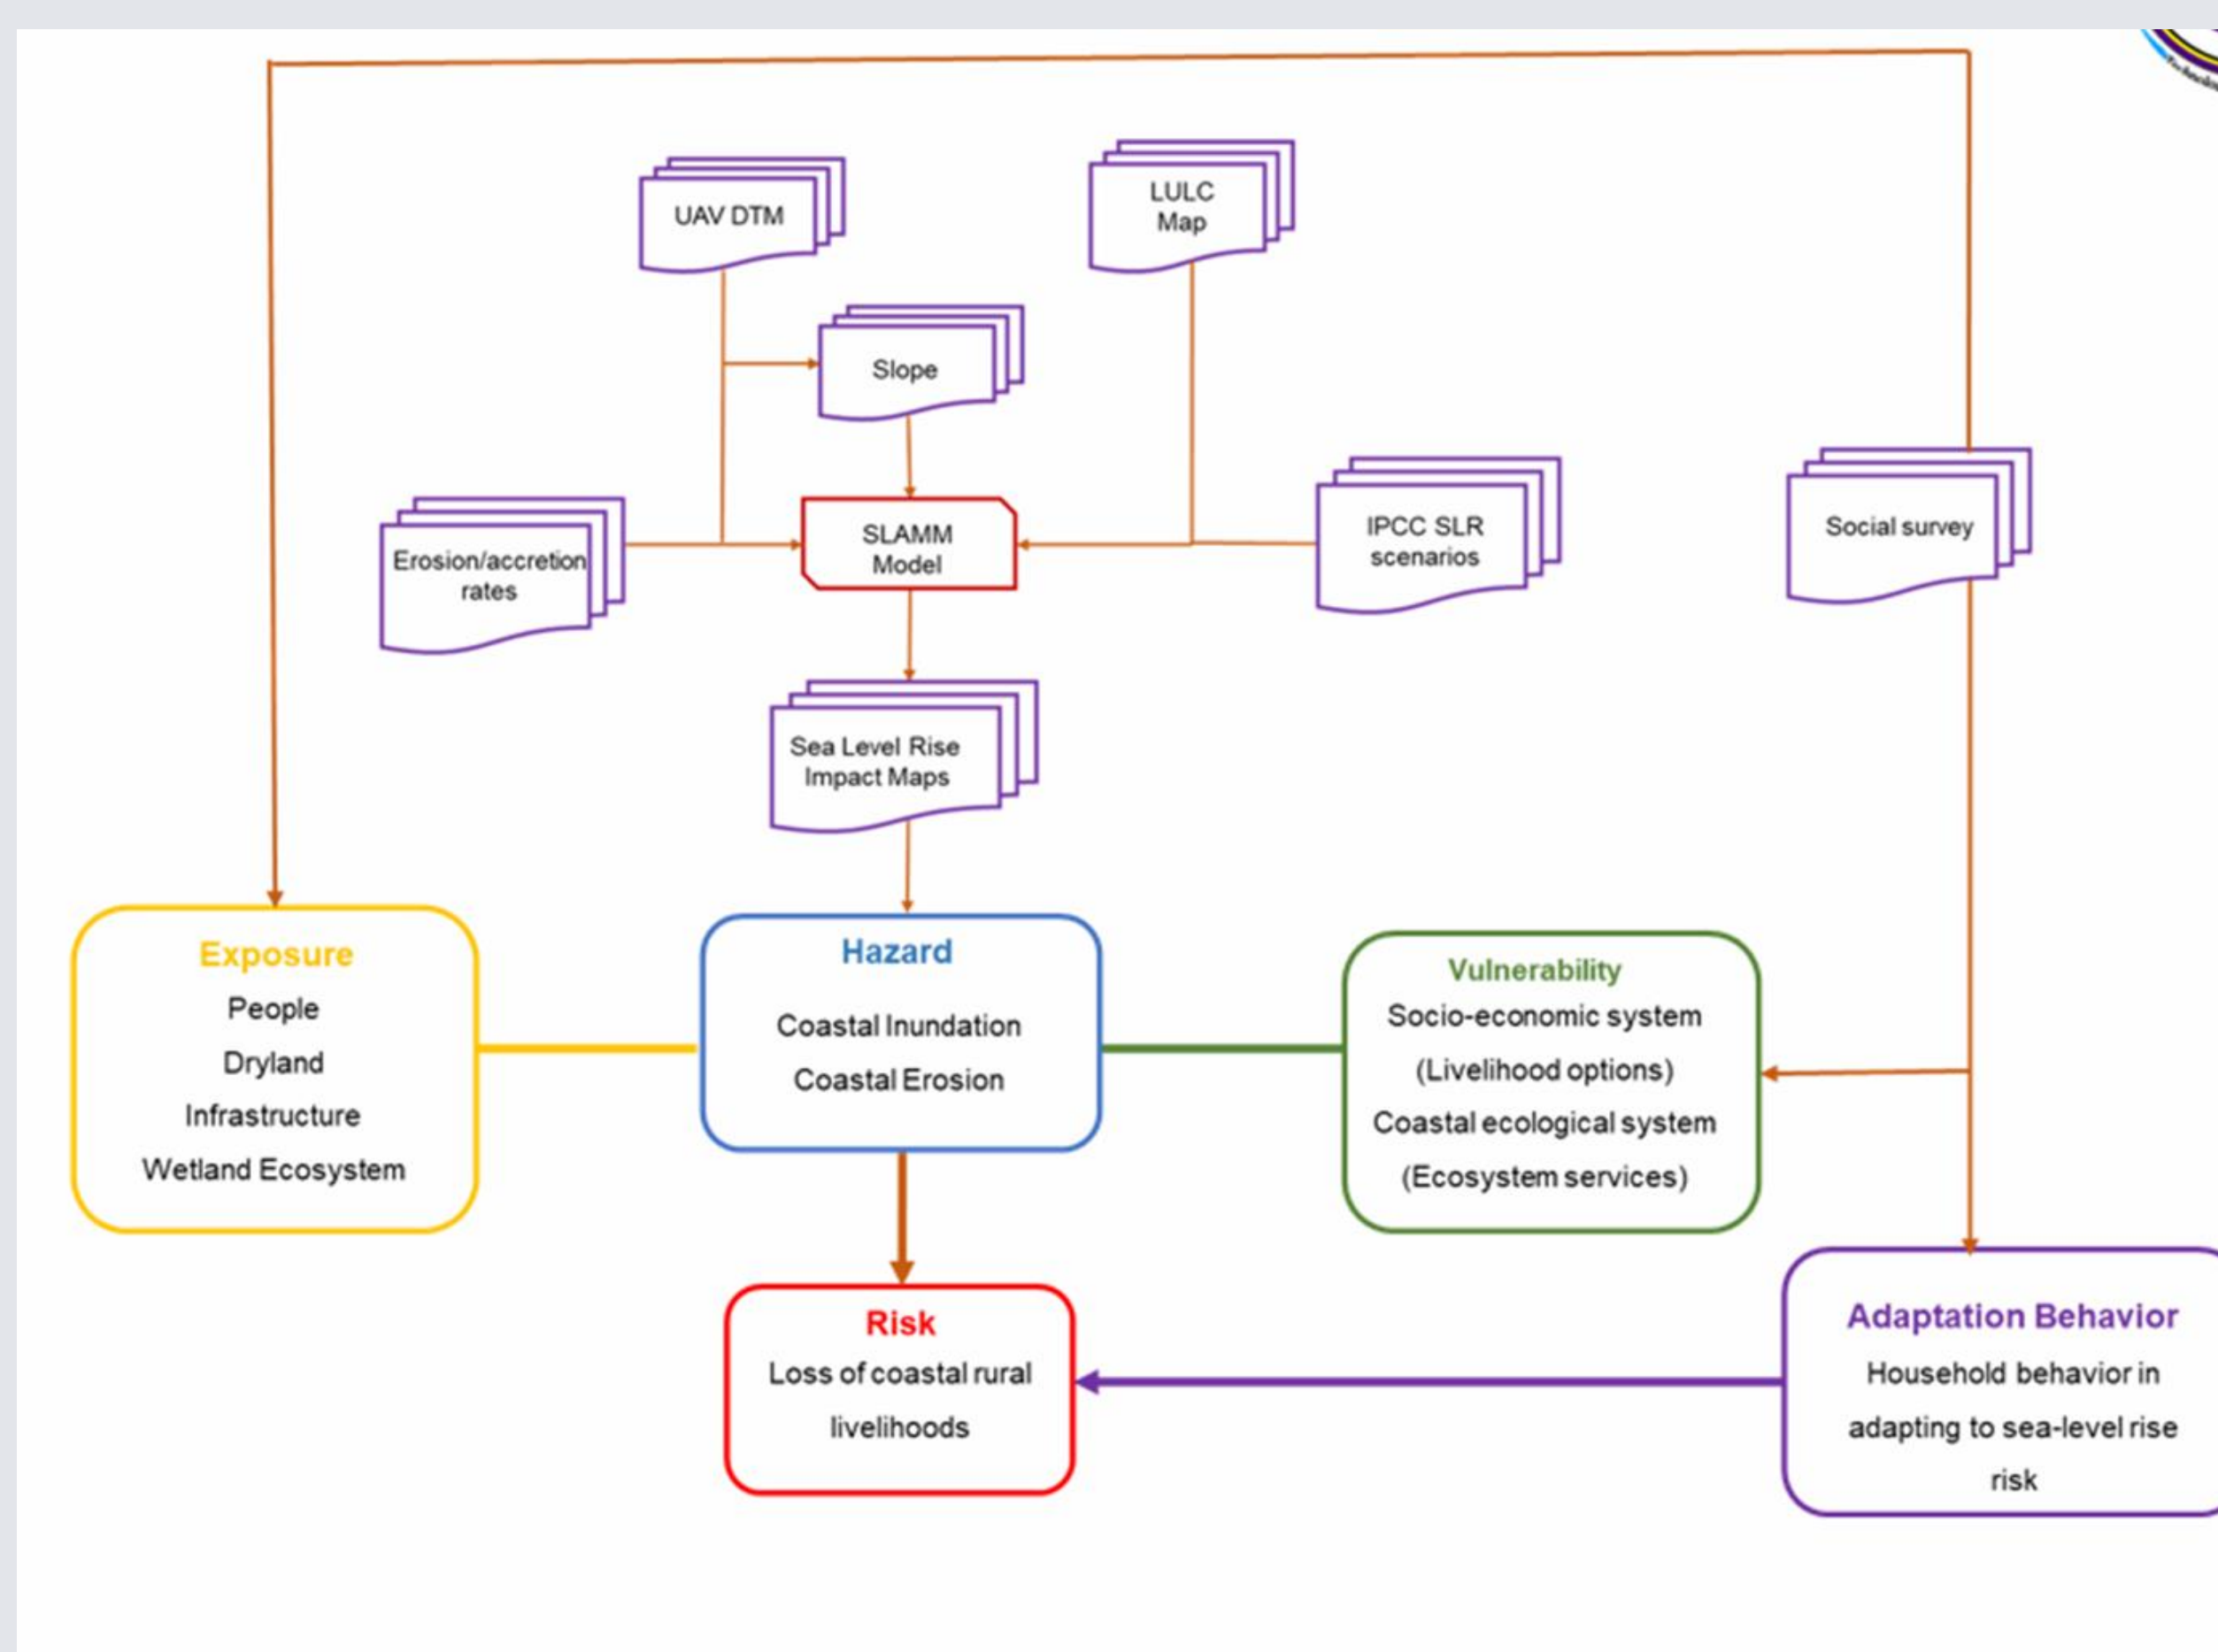 UAV DTM
LULC
Map
Slope
Erosion/accretion
rates
SLAMM
Model
IPCC SLR
scenarios
Social survey
Sea Level Rise
Impact Maps
Exposure
People
Dryland
Infrastructure
Wetland Ecosystem
Hazard
Coastal Inundation
Coastal Erosion
Vulnerability
Socio-economic system
(Livelihood options)
Coastal ecological system
(Ecosystem services)
Risk
Loss of coastal rural
livelihoods
Adaptation Behavior
Household behavior in
adapting to sea-level rise
risk